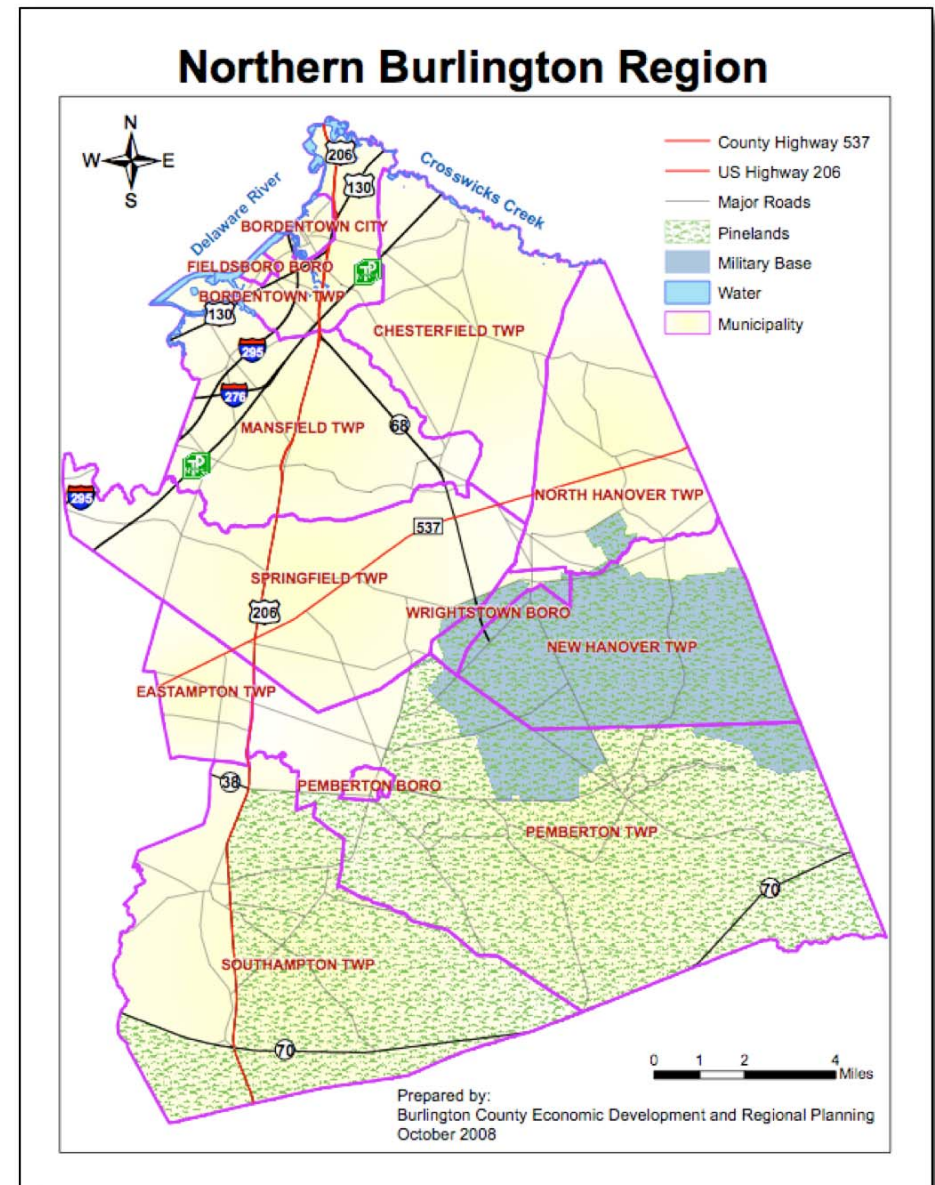 Northern Burlington Region
N
W E
S
County Highway 537
US Highway 206
Major Roads
Pinelands
Military Base
Water
Municipality
206
130
Crosswicks Creek
Delaware River
BORDENTOWN CITY
FIELDSBORO BORO
BORDENTOWN TWP
130
CHESTERFIELD TWP
295
276
MANSFIELD TWP
68
295
NORTH HANOVER TWP
537
SPRINGFIELD TWP
206
WRIGHTSTOWN BORO
NEW HANOVER TWP
EASTAMPTON TWP
38
PEMBERTON BORO
PEMBERTON TWP
70
SOUTHAMPTON TWP
70
0 1 2 4
Miles
Prepared by:
Burlington County Economic Development and Regional Planning
October 2008